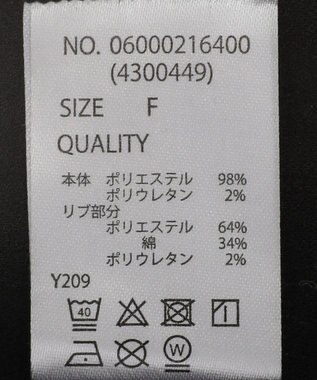 NO. 06000216400
(4300449)
SIZE F
QUALITY
本体 ポリエステル 98%
ポリウレタン 2%
リブ部分
ポリエステル 64%
綿 34%
ポリウレタン 2%
Y209
40
W